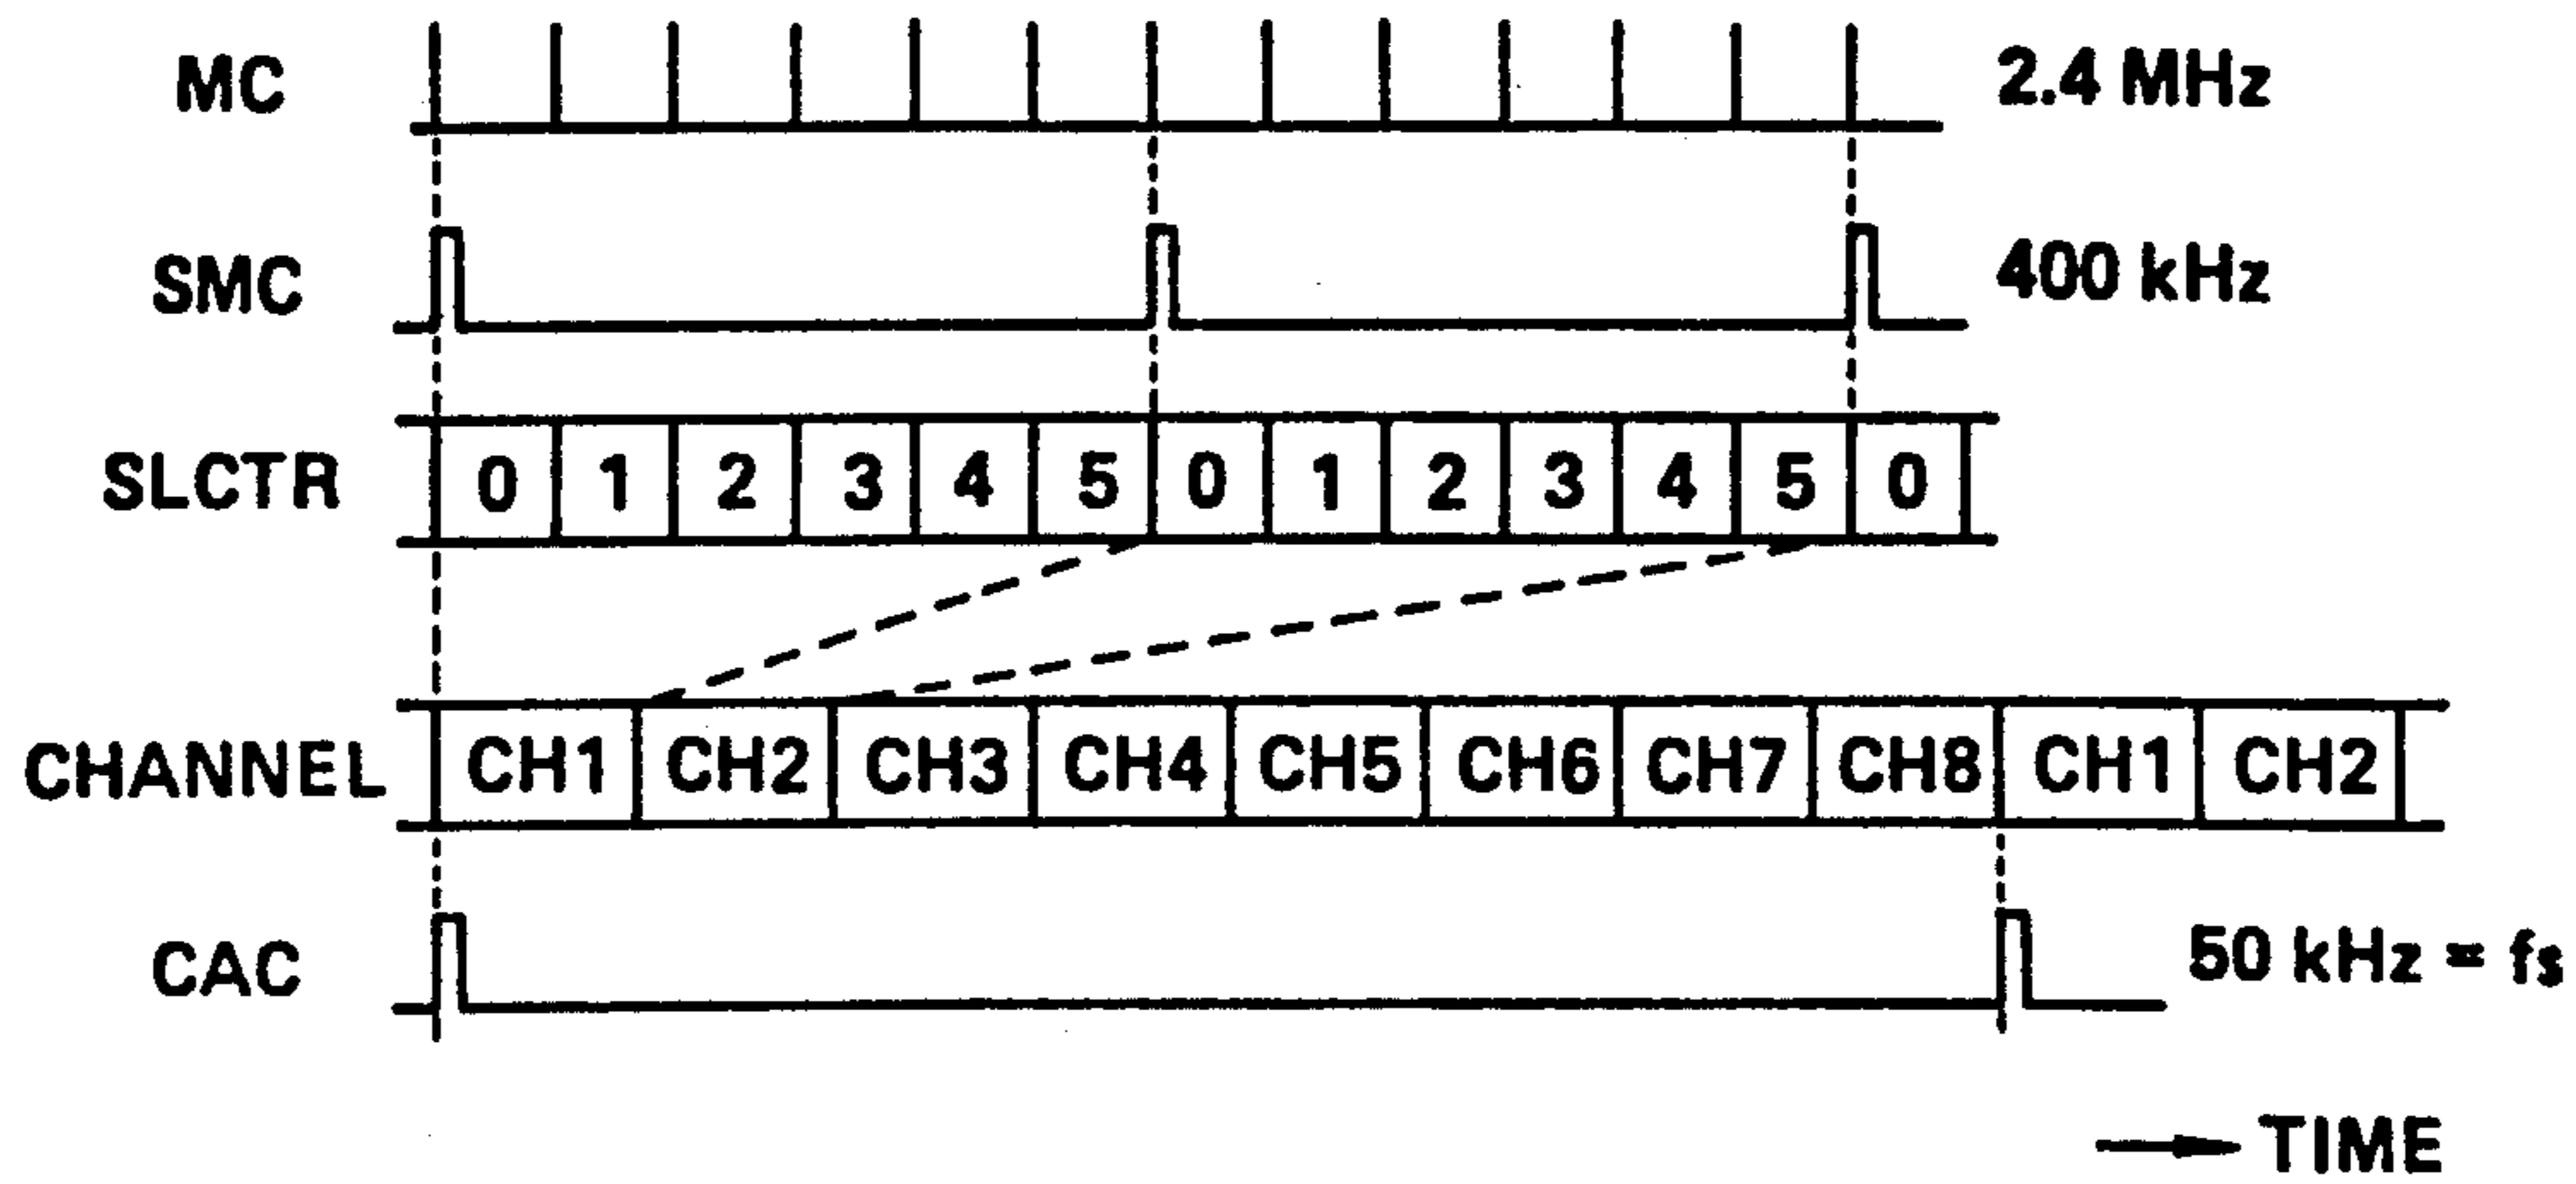 MC 2.4 MHz
SMC 400 kHz
SLCTR 0 1 2 3 4 5 0 1 2 3 4 5 0
CHANNEL CH1 CH2 CH3 CH4 CH5 CH6 CH7 CH8 CH1 CH2
CAC 50 kHz = fs
TIME